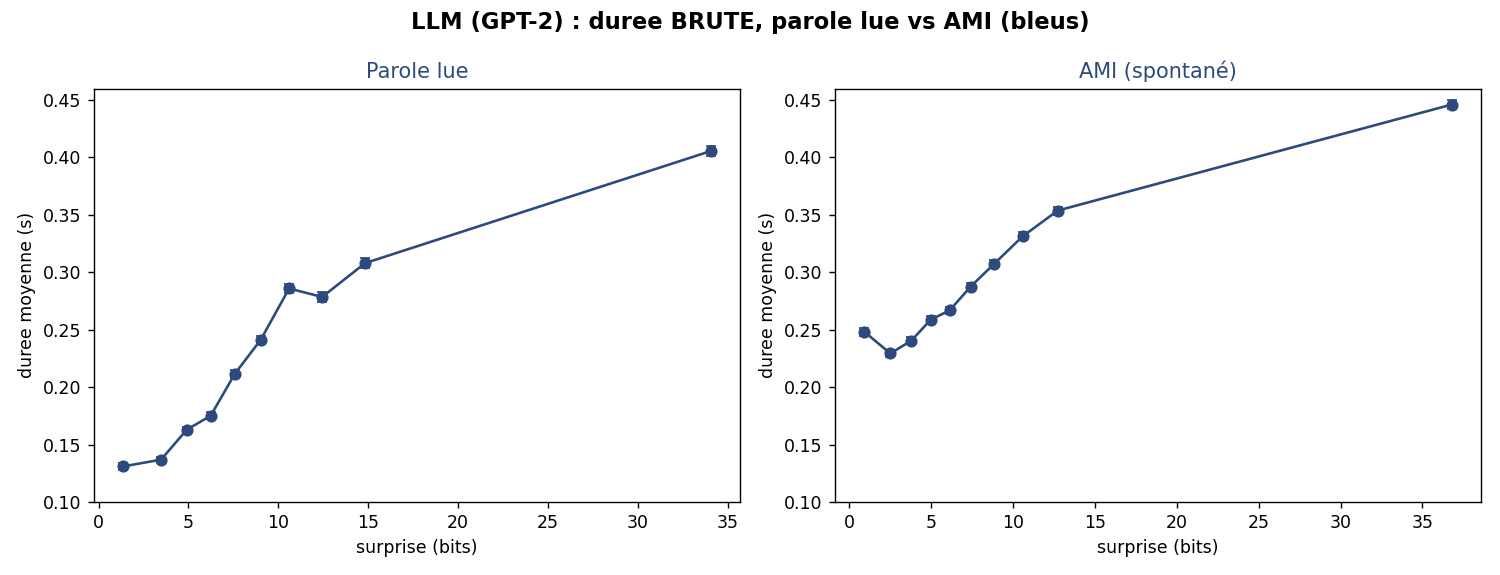 LLM (GPT-2) : duree BRUTE, parole lue vs AMI (bleus)
Parole lue
0.45
0.40
0.35
0.30
0.25
0.20
0.15
0.10
duree moyenne (s)
0 5 10 15 20 25 30 35
surprise (bits)
AMI (spontané)
0.45
0.40
0.35
0.30
0.25
0.20
0.15
0.10
duree moyenne (s)
0 5 10 15 20 25 30 35
surprise (bits)